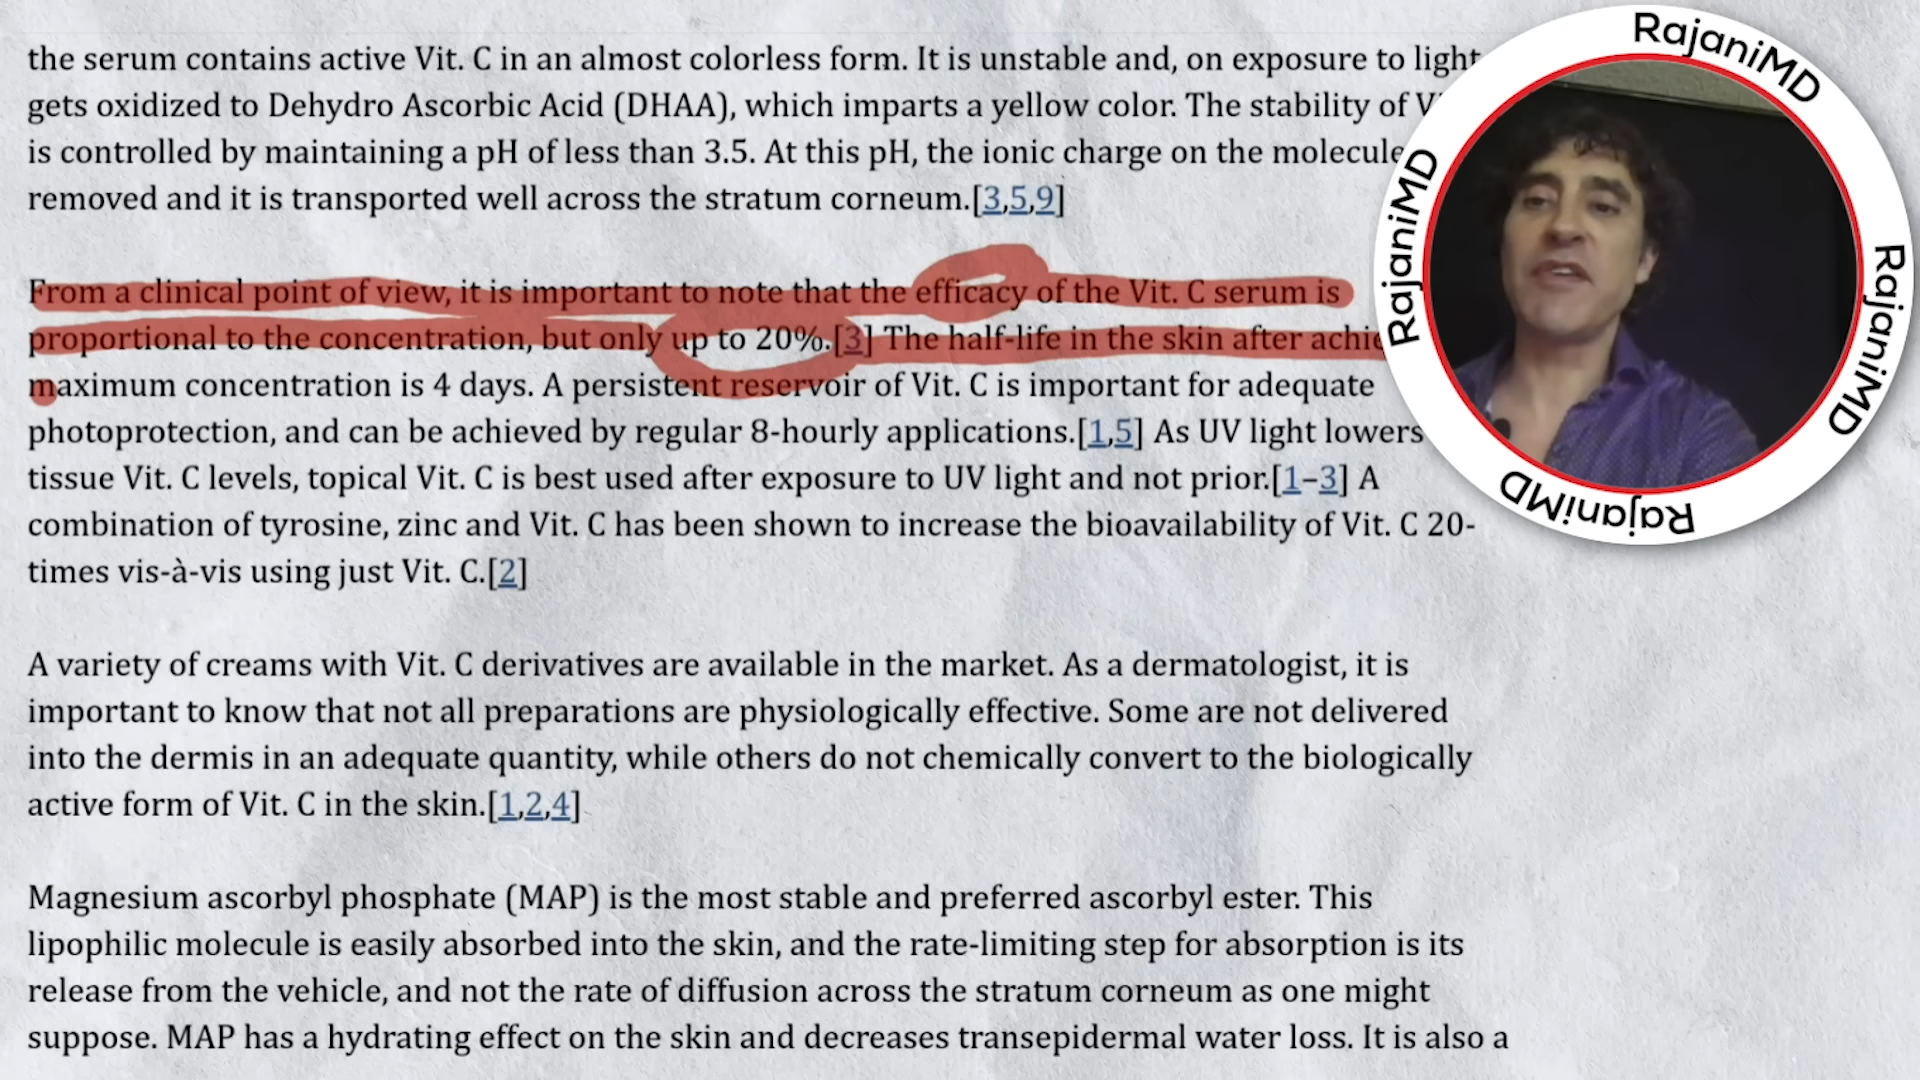 the serum contains active Vit. C in an almost colorless form. It is unstable and, on exposure to light
gets oxidized to Dehydro Ascorbic Acid (DHAA), which imparts a yellow color. The stability of
is controlled by maintaining a pH of less than 3.5. At this pH, the ionic charge on the molecule
removed and it is transported well across the stratum corneum.[3,5,9]
From a clinical point of view, it is important to note that the efficacy of the Vit. C serum is
proportional to the concentration, but only up to 20%.[3] The half-life in the skin after
maximum concentration is 4 days. A persistent reservoir of Vit. C is important for adequate
photoprotection, and can be achieved by regular 8-hourly applications.[1,5] As UV light lowers
tissue Vit. C levels, topical Vit. C is best used after exposure to UV light and not prior.[1–3] A
combination of tyrosine, zinc and Vit. C has been shown to increase the bioavailability of Vit. C 20-
times vis-à-vis using just Vit. C.[2]
A variety of creams with Vit. C derivatives are available in the market. As a dermatologist, it is
important to know that not all preparations are physiologically effective. Some are not delivered
into the dermis in an adequate quantity, while others do not chemically convert to the biologically
active form of Vit. C in the skin.[1,2,4]
Magnesium ascorbyl phosphate (MAP) is the most stable and preferred ascorbyl ester. This
lipophilic molecule is easily absorbed into the skin, and the rate-limiting step for absorption is its
release from the vehicle, and not the rate of diffusion across the stratum corneum as one might
suppose. MAP has a hydrating effect on the skin and decreases transepidermal water loss. It is also a
RajaniMD
RajaniMD
RajaniMD
RajaniMD